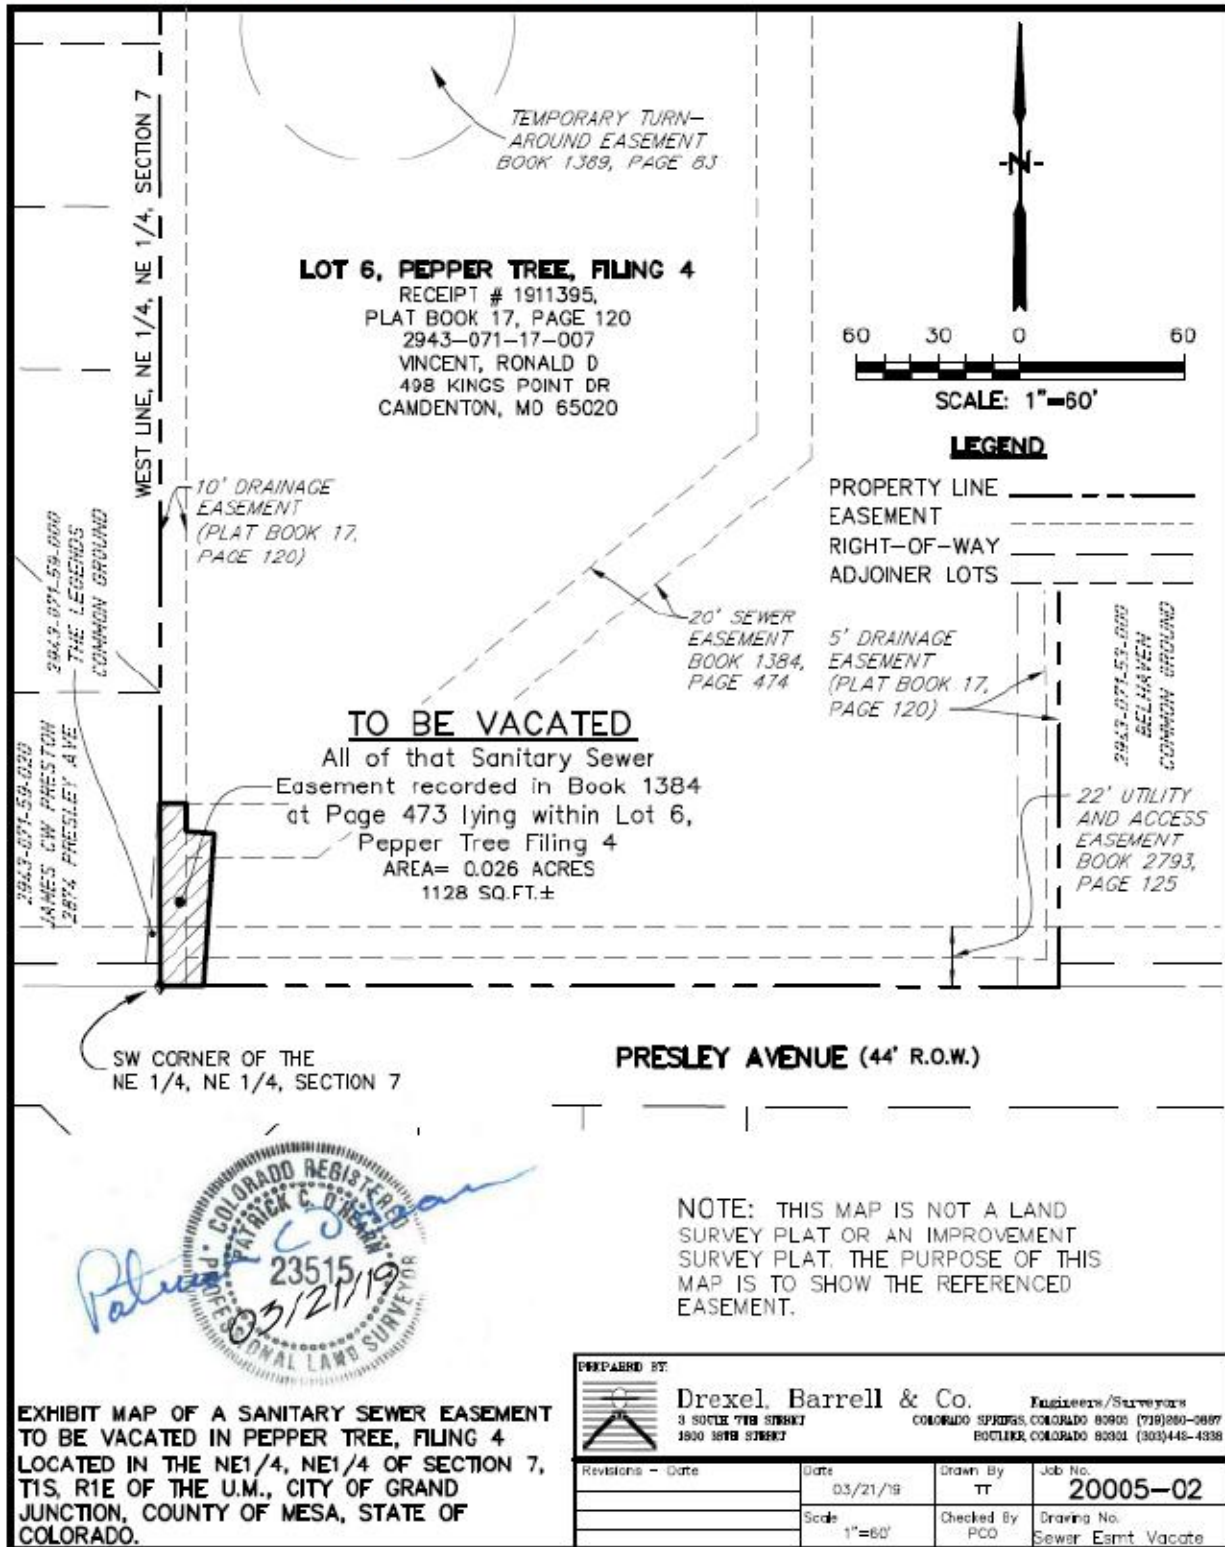 WEST LINE, NE 1/4, NE 1/4, SECTION 7
TEMPORARY TURN-
AROUND EASEMENT
BOOK 1369, PAGE 83
N
LOT 6, PEPPER TREE, FILING 4
RECEIPT # 1911395,
PLAT BOOK 17, PAGE 120
2943-071-17-007
VINCENT, RONALD D
498 KINGS POINT DR
CAMDENTON, MO 65020
60 30 0 60
SCALE: 1"=60'
LEGEND
PROPERTY LINE
EASEMENT
RIGHT-OF-WAY
ADJOINER LOTS
10' DRAINAGE
EASEMENT
(PLAT BOOK 17,
PAGE 120)
2943-071-59-000
THE LEGENDS
COMMON GROUND
2943-071-59-020
JAMES CW PRESTON
2874 PRESLEY AVE
20' SEWER
EASEMENT
BOOK 1384,
PAGE 474
5' DRAINAGE
EASEMENT
(PLAT BOOK 17,
PAGE 120)
2943-071-53-000
BELHAVEN
COMMON GROUND
TO BE VACATED
All of that Sanitary Sewer
Easement recorded in Book 1384
at Page 473 lying within Lot 6,
Pepper Tree Filing 4
AREA= 0.026 ACRES
1128 SQ.FT.±
22' UTILITY
AND ACCESS
EASEMENT
BOOK 2793,
PAGE 125
SW CORNER OF THE
NE 1/4, NE 1/4, SECTION 7
PRESLEY AVENUE (44' R.O.W.)
COLORADO REGISTERED
PATRICK C. O'HEARN
23515
03/21/19
PROFESSIONAL LAND SURVEYOR
NOTE: THIS MAP IS NOT A LAND
SURVEY PLAT OR AN IMPROVEMENT
SURVEY PLAT. THE PURPOSE OF THIS
MAP IS TO SHOW THE REFERENCED
EASEMENT.
EXHIBIT MAP OF A SANITARY SEWER EASEMENT
TO BE VACATED IN PEPPER TREE, FILING 4
LOCATED IN THE NE1/4, NE1/4 OF SECTION 7,
T1S, R1E OF THE U.M., CITY OF GRAND
JUNCTION, COUNTY OF MESA, STATE OF
COLORADO.
PREPARED BY:
Drexel, Barrell & Co. Engineers/Surveyors
3 SOUTH 7TH STREET COLORADO SPRINGS, COLORADO 80905 (719)260-0887
1800 38TH STREET BOULDER, COLORADO 80301 (303)442-4338
Revisions - Date
Date
03/21/19
Drawn By
TT
Job No.
20005-02
Scale
1"=60'
Checked By
PCO
Drawing No.
Sewer Esmt Vacate